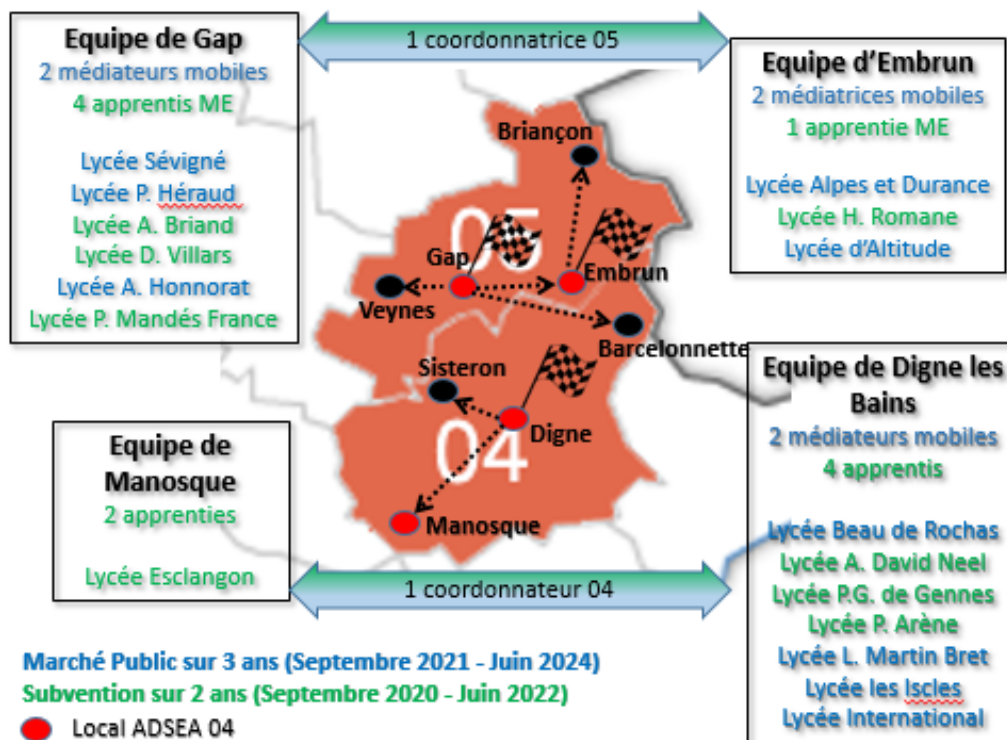 Equipe de Gap
2 médiateurs mobiles
4 apprentis ME
Lycée Sévigné
Lycée P. Héraud
Lycée A. Briand
Lycée D. Villars
Lycée A. Honnorat
Lycée P. Mandés France
1 coordonnatrice 05
Equipe d'Embrun
2 médiatrices mobiles
1 apprentie ME
Lycée Alpes et Durance
Lycée H. Romane
Lycée d'Altitude
Briançon
05
Gap
Embrun
Veynes
Barcelonnette
Sisteron
Digne
04
Manosque
Equipe de
Manosque
2 apprenties
Lycée Esclangon
Equipe de Digne les
Bains
2 médiateurs mobiles
4 apprentis
Lycée Beau de Rochas
Lycée A. David Neel
Lycée P.G. de Gennes
Lycée P. Arène
Lycée L. Martin Bret
Lycée les Iscles
Lycée International
1 coordonnateur 04
Marché Public sur 3 ans (Septembre 2021 - Juin 2024)
Subvention sur 2 ans (Septembre 2020 - Juin 2022)
Local ADSEA 04